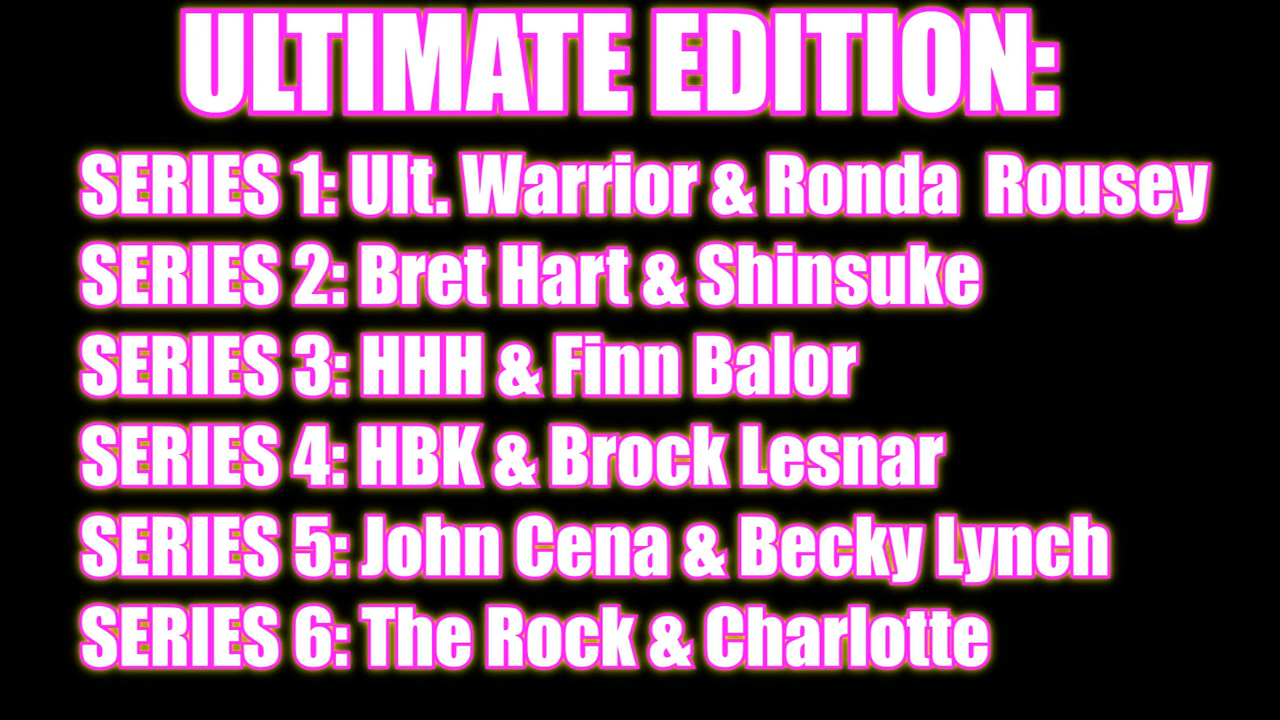 ULTIMATE EDITION:
SERIES 1: Ult. Warrior & Ronda Rousey
SERIES 2: Bret Hart & Shinsuke
SERIES 3: HHH & Finn Balor
SERIES 4: HBK & Brock Lesnar
SERIES 5: John Cena & Becky Lynch
SERIES 6: The Rock & Charlotte